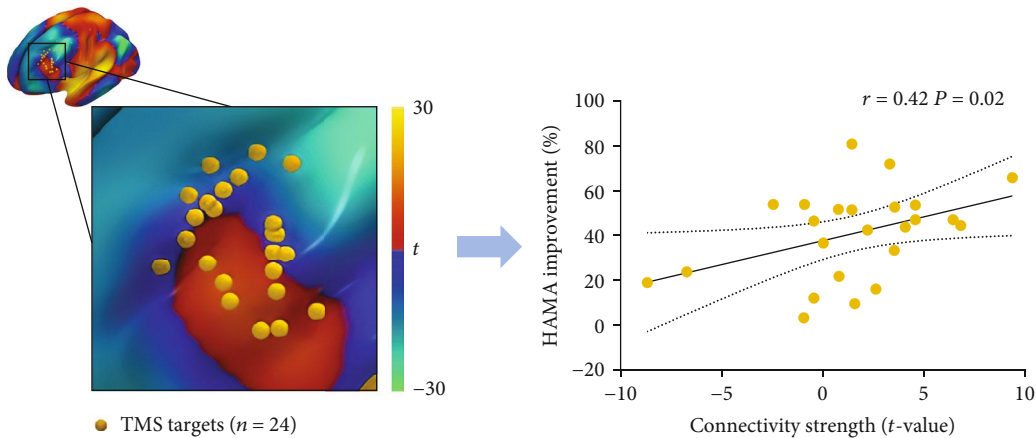 30
t
−30
TMS targets (n = 24)
r = 0.42 P = 0.02
HAMA improvement (%)
100
80
60
40
20
0
−20
−10
−5
0
5
10
Connectivity strength (t-value)